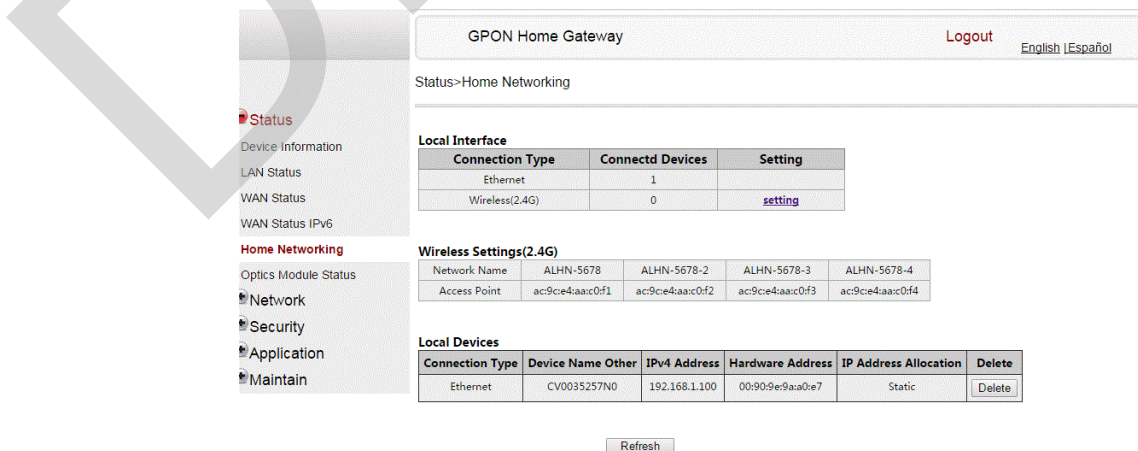 GPON Home Gateway
Logout
English |Español
Status>Home Networking
Status
Device Information
LAN Status
WAN Status
WAN Status IPv6
Home Networking
Optics Module Status
Network
Security
Application
Maintain
Local Interface
Connection Type Connectd Devices Setting
Ethernet 1
Wireless(2.4G) 0 setting
Wireless Settings(2.4G)
Network Name ALHN-5678 ALHN-5678-2 ALHN-5678-3 ALHN-5678-4
Access Point ac:9c:e4:aa:c0:f1 ac:9c:e4:aa:c0:f2 ac:9c:e4:aa:c0:f3 ac:9c:e4:aa:c0:f4
Local Devices
Connection Type Device Name Other IPv4 Address Hardware Address IP Address Allocation Delete
Ethernet CV0035257N0 192.168.1.100 00:90:9e:9a:a0:e7 Static Delete
Refresh